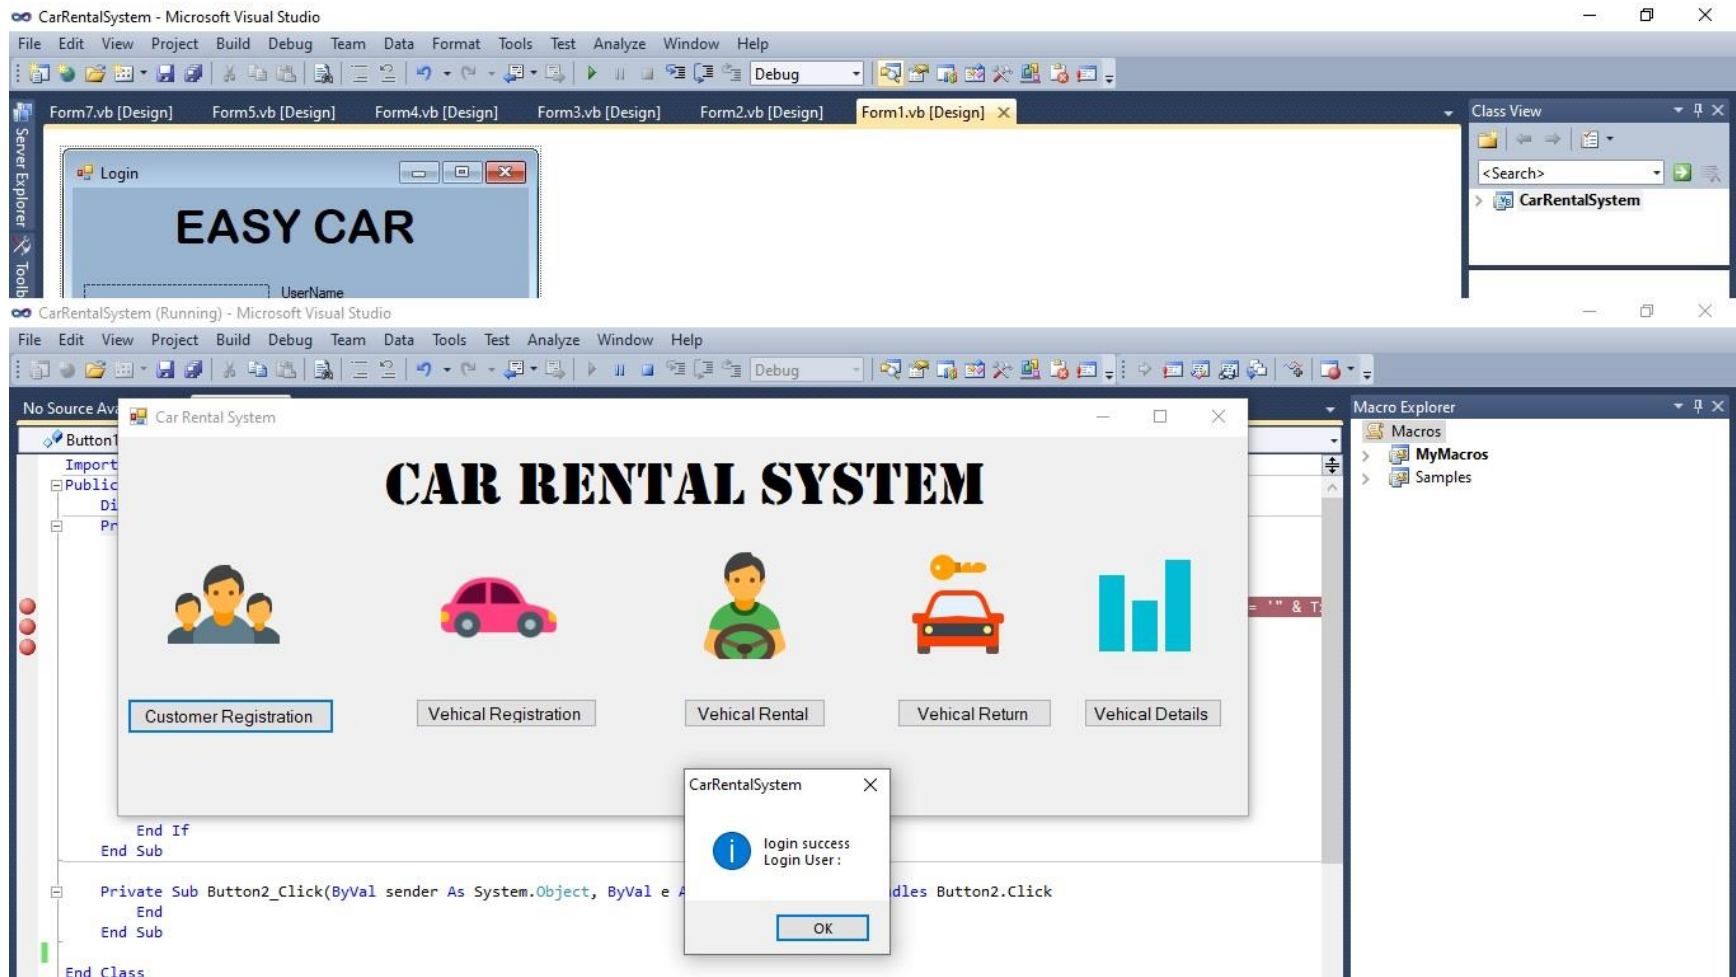 CarRentalSystem - Microsoft Visual Studio
File Edit View Project Build Debug Team Data Format Tools Test Analyze Window Help
Debug
Form7.vb [Design] Form5.vb [Design] Form4.vb [Design] Form3.vb [Design] Form2.vb [Design] Form1.vb [Design]
Class View
Server Explorer
<Search>
CarRentalSystem
Login
EASY CAR
UserName
CarRentalSystem (Running) - Microsoft Visual Studio
File Edit View Project Build Debug Team Data Tools Test Analyze Window Help
Debug
No Source Ava
Car Rental System
Macro Explorer
Macros
MyMacros
Samples
Button1
Import
Public
Di
Pr
CAR RENTAL SYSTEM
= '" & T
Customer Registration Vehical Registration Vehical Rental Vehical Return Vehical Details
CarRentalSystem
login success
Login User :
OK
End If
End Sub
Private Sub Button2_Click(ByVal sender As System.Object, ByVal e A
dles Button2.Click
End
End Sub
End Class